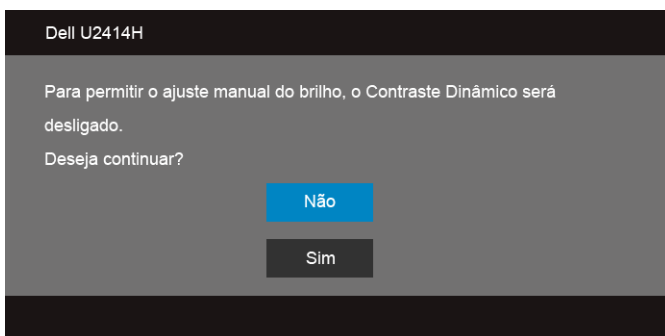 Dell U2414H
Para permitir o ajuste manual do brilho, o Contraste Dinâmico será
desligado.
Deseja continuar?
Não
Sim